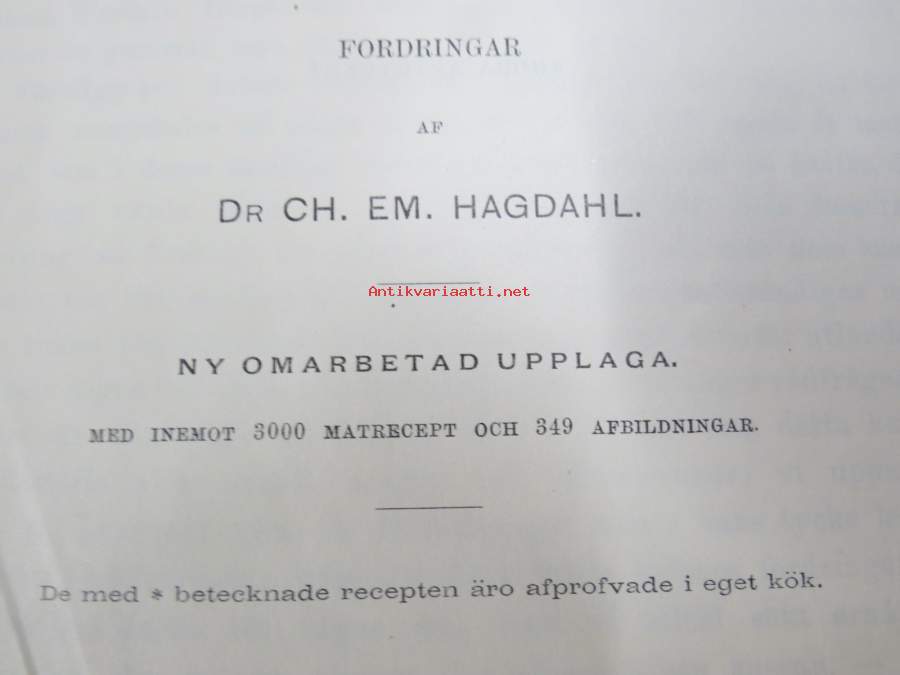 FORDRINGAR
AF
DR CH. EM. HAGDAHL.
Antikvariaatti.net
NY OMARBETAD UPPLAGA.
MED INEMOT 3000 MATRECEPT OCH 349 AFBILDNINGAR.
De med * betecknade recepten äro afprofvade i eget kök.